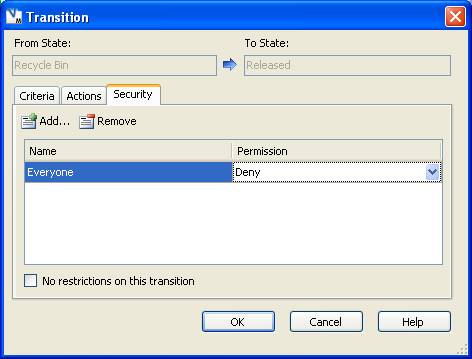 Transition
From State: To State:
Recycle Bin Released
Criteria Actions Security
Add... Remove
Name Permission
Everyone Deny
No restrictions on this transition
OK Cancel Help